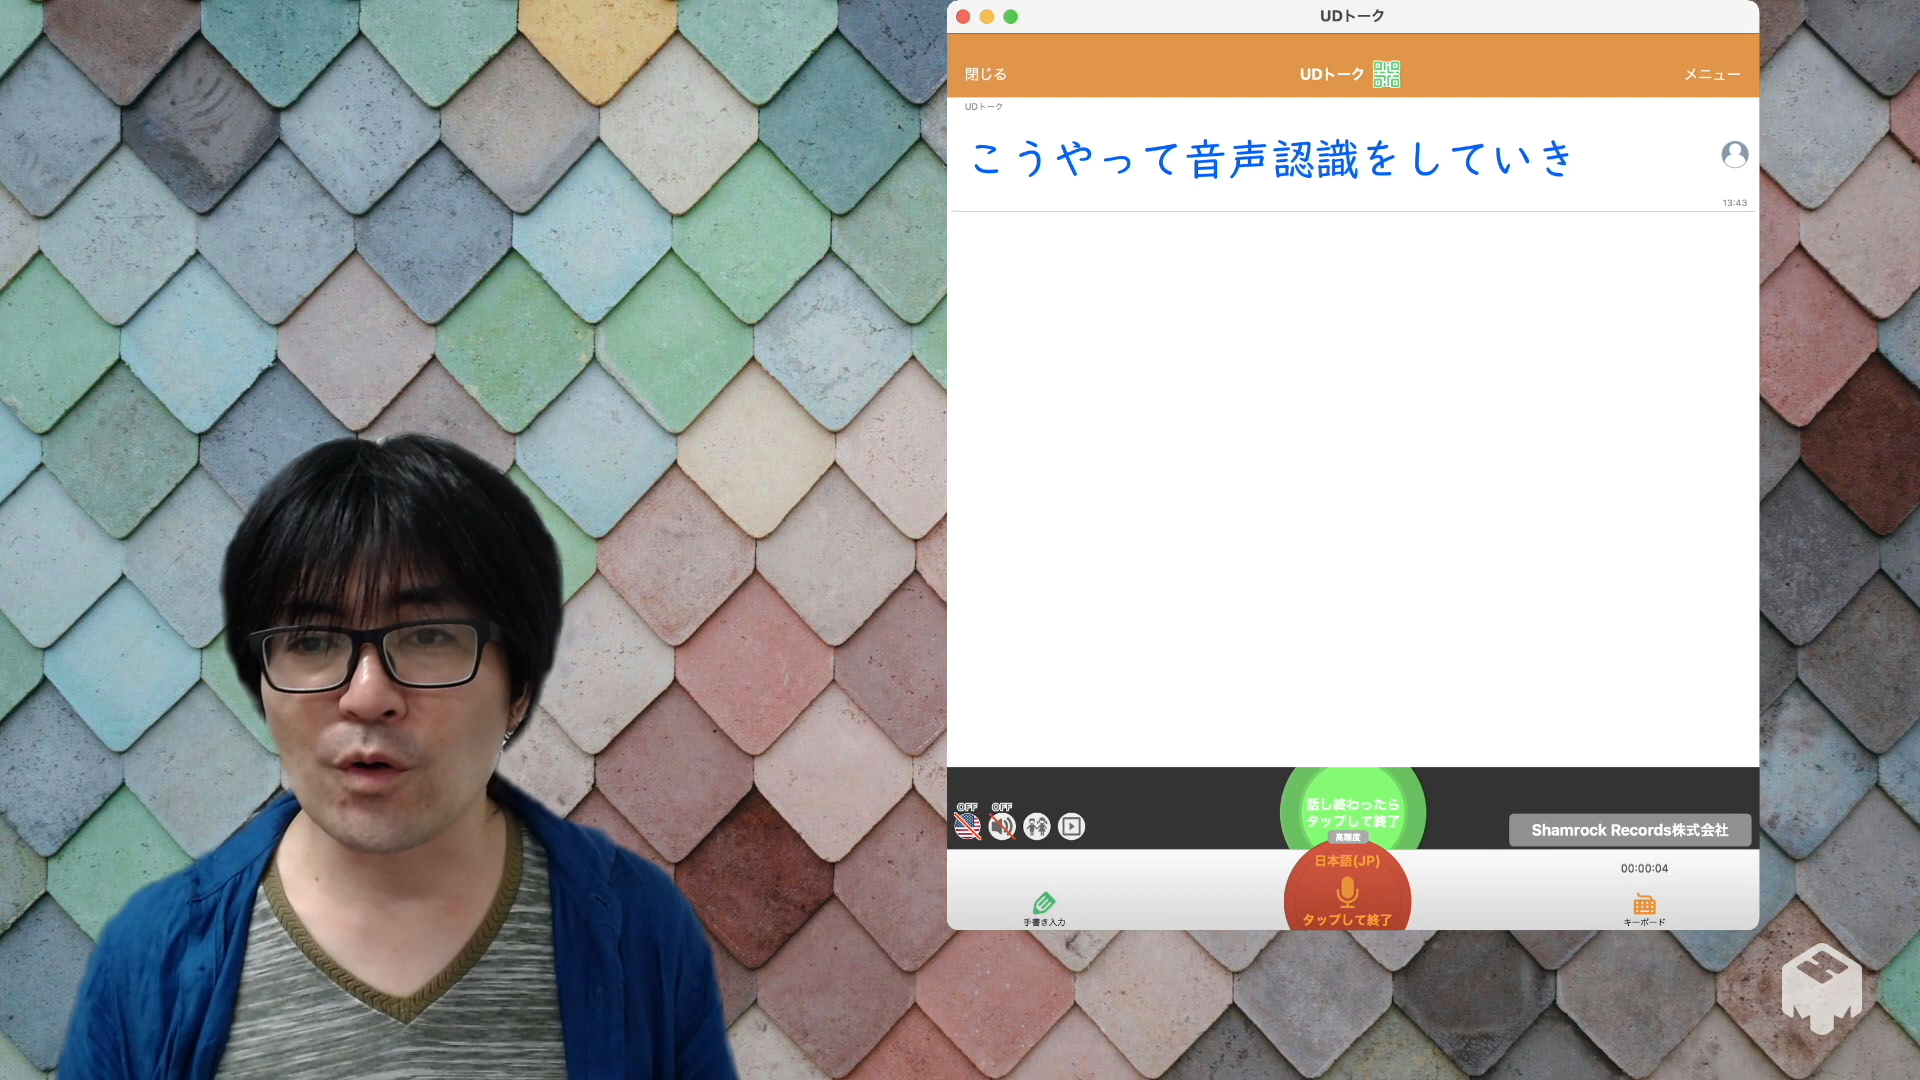 UDトーク
閉じる
UDトーク
メニュー
UDトーク
こうやって音声認識をしていき
13:43
OFF
OFF
話し終わったら
タップして終了
高精度
Shamrock Records株式会社
日本語(JP)
00:00:04
タップして終了
手書き入力
キーボード